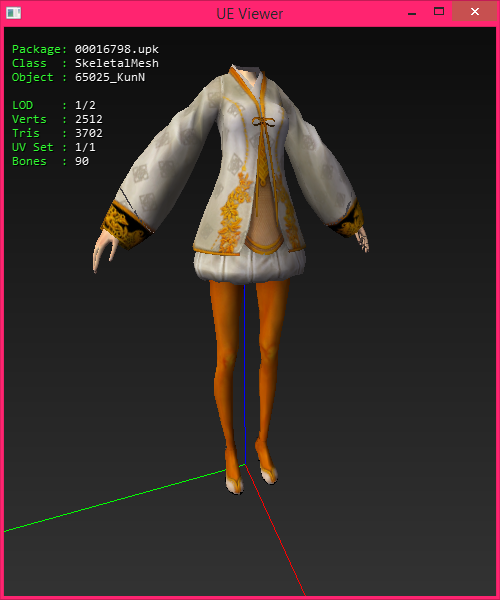 UE Viewer
Package: 00016798.upk
Class : SkeletalMesh
Object : 65025_KunN
LOD : 1/2
Verts : 2512
Tris : 3702
UV Set : 1/1
Bones : 90